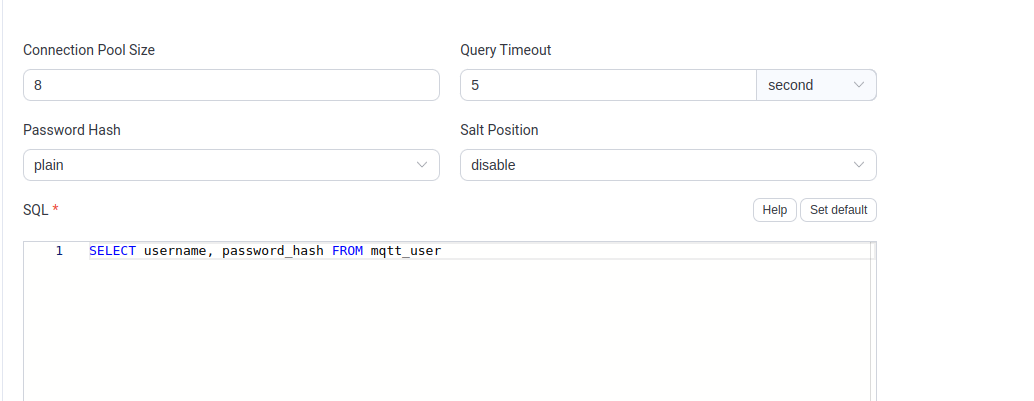 Connection Pool Size
Query Timeout
8
5
second
Password Hash
Salt Position
plain
disable
SQL *
Help
Set default
1 SELECT username, password_hash FROM mqtt_user